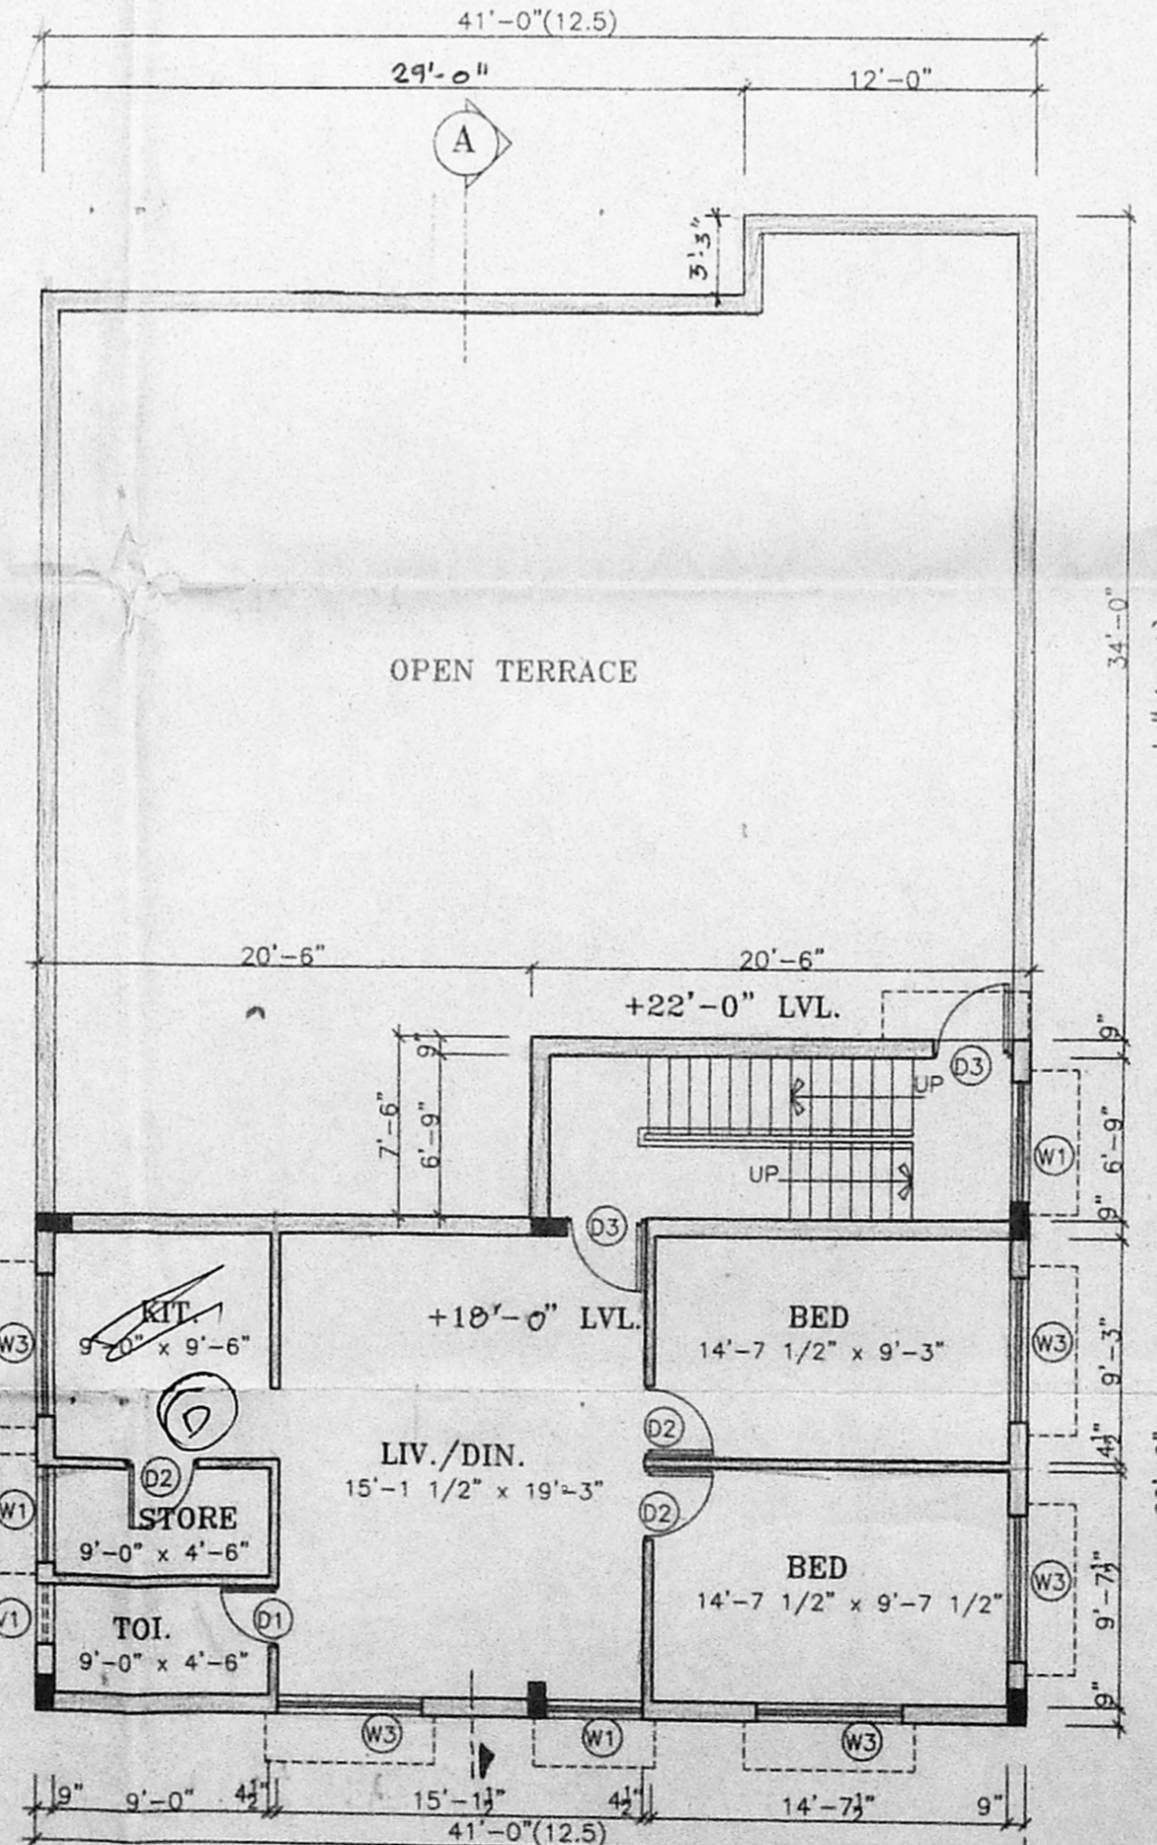 41'-0"(12.5)
29'-0" 12'-0"
A
3'-3"
34'-0"
OPEN TERRACE
20'-6" 20'-6"
+22'-0" LVL.
9" 9"
7'-6" 6'-9"
D3
UP
W1 6'-9"
UP
D3 9"
KIT.
9'-0" x 9'-6"
+18'-0" LVL.
BED
14'-7 1/2" x 9'-3"
W3 W3 9'-3"
D
D2 4½"
LIV./DIN.
15'-1 1/2" x 19'-3"
D2
STORE
9'-0" x 4'-6"
W1
D2
BED
14'-7 1/2" x 9'-7 1/2"
W3 9'-7½"
TOI.
9'-0" x 4'-6"
D1
9"
W3 W1 W3
9" 9'-0" 4½" 15'-1½" 4½" 14'-7½" 9"
41'-0"(12.5)